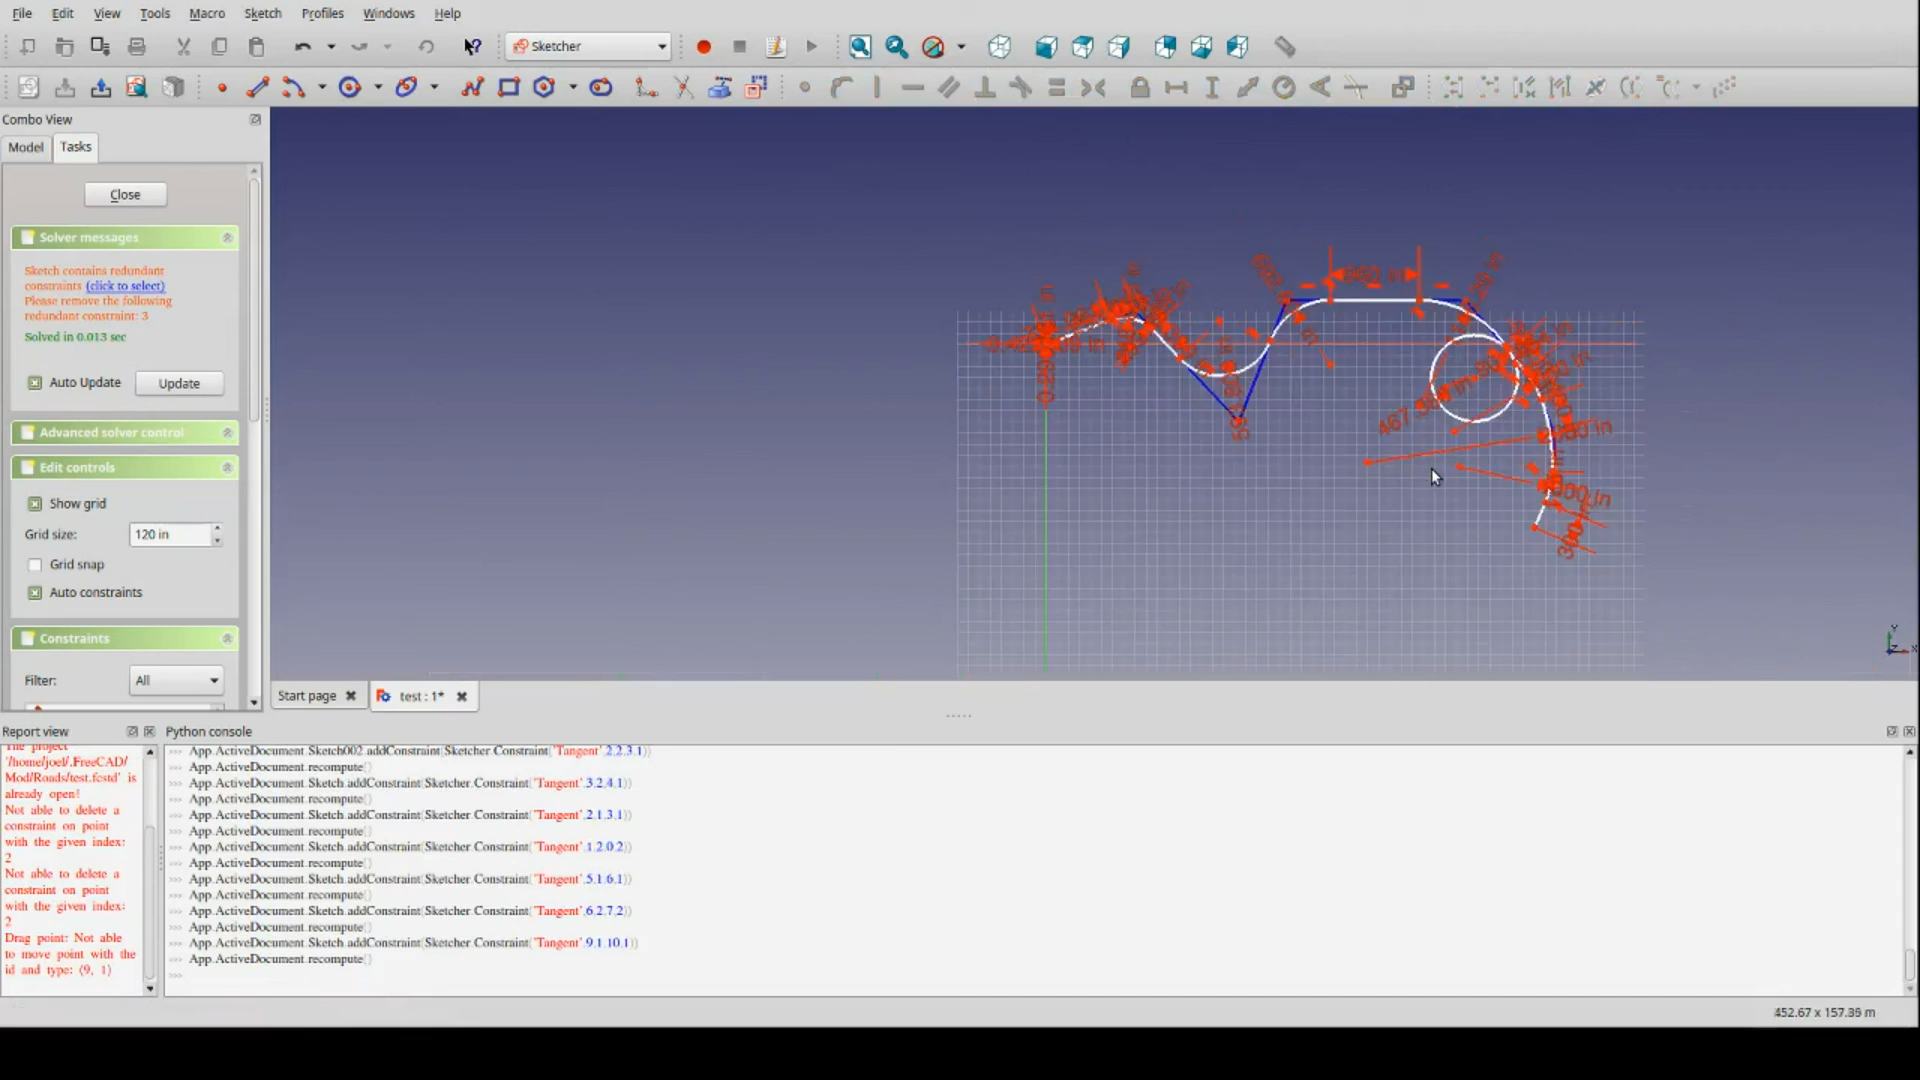 File Edit View Tools Macro Sketch Profiles Windows Help
Sketcher
Combo View
Model Tasks
Close
Solver messages
Sketch contains redundant
constraints (click to select)
Please remove the following
redundant constraint: 3
Solved in 0.013 sec
Auto Update Update
Advanced solver control
Edit controls
Show grid
Grid size: 120 in
Grid snap
Auto constraints
Constraints
Filter: All
Start page test : 1*
Report view
The project
'/home/joel/.FreeCAD/
Mod/Roads/test.fcstd' is
already open!
Not able to delete a
constraint on point
with the given index:
2
Not able to delete a
constraint on point
with the given index:
2
Drag point: Not able
to move point with the
id and type: (9, 1)
Python console
>>> App.ActiveDocument.Sketch002.addConstraint(Sketcher.Constraint('Tangent',2,2,3,1))
>>> App.ActiveDocument.recompute()
>>> App.ActiveDocument.Sketch.addConstraint(Sketcher.Constraint('Tangent',3,2,4,1))
>>> App.ActiveDocument.recompute()
>>> App.ActiveDocument.Sketch.addConstraint(Sketcher.Constraint('Tangent',2,1,3,1))
>>> App.ActiveDocument.recompute()
>>> App.ActiveDocument.Sketch.addConstraint(Sketcher.Constraint('Tangent',1,2,0,2))
>>> App.ActiveDocument.recompute()
>>> App.ActiveDocument.Sketch.addConstraint(Sketcher.Constraint('Tangent',5,1,6,1))
>>> App.ActiveDocument.recompute()
>>> App.ActiveDocument.Sketch.addConstraint(Sketcher.Constraint('Tangent',6,2,7,2))
>>> App.ActiveDocument.recompute()
>>> App.ActiveDocument.Sketch.addConstraint(Sketcher.Constraint('Tangent',9,1,10,1))
>>> App.ActiveDocument.recompute()
>>>
452.67 x 157.39 m